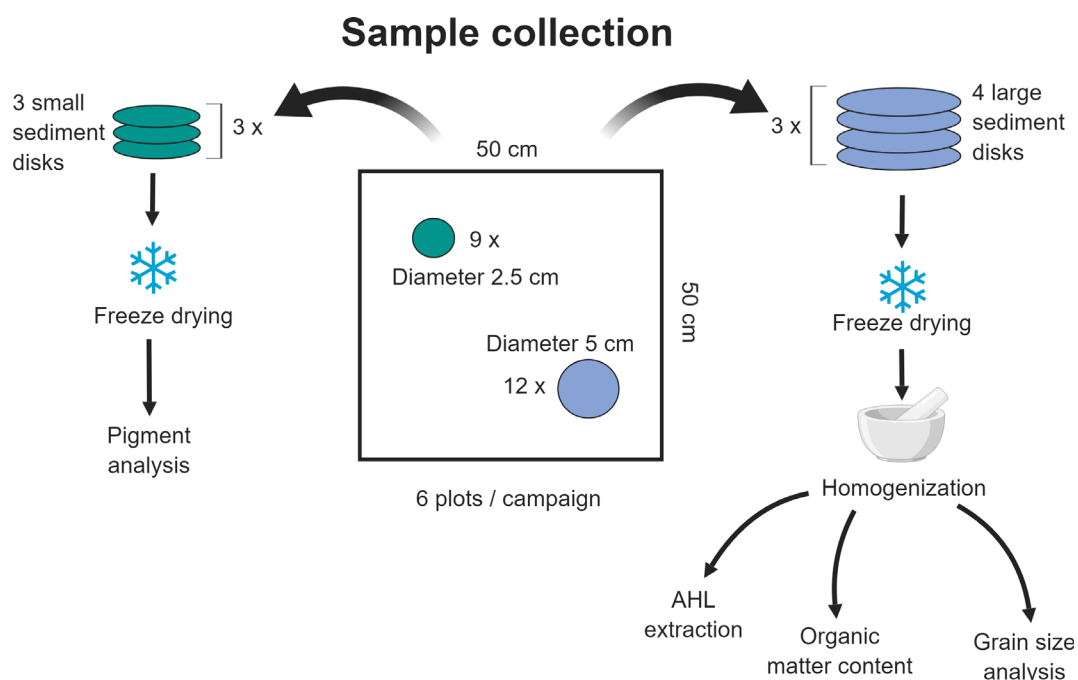 Sample collection
3 small
sediment
disks
3 x
Freeze drying
Pigment
analysis
50 cm
9 x
Diameter 2.5 cm
Diameter 5 cm
12 x
50 cm
6 plots / campaign
3 x
4 large
sediment
disks
Freeze drying
Homogenization
AHL
extraction
Organic
matter content
Grain size
analysis